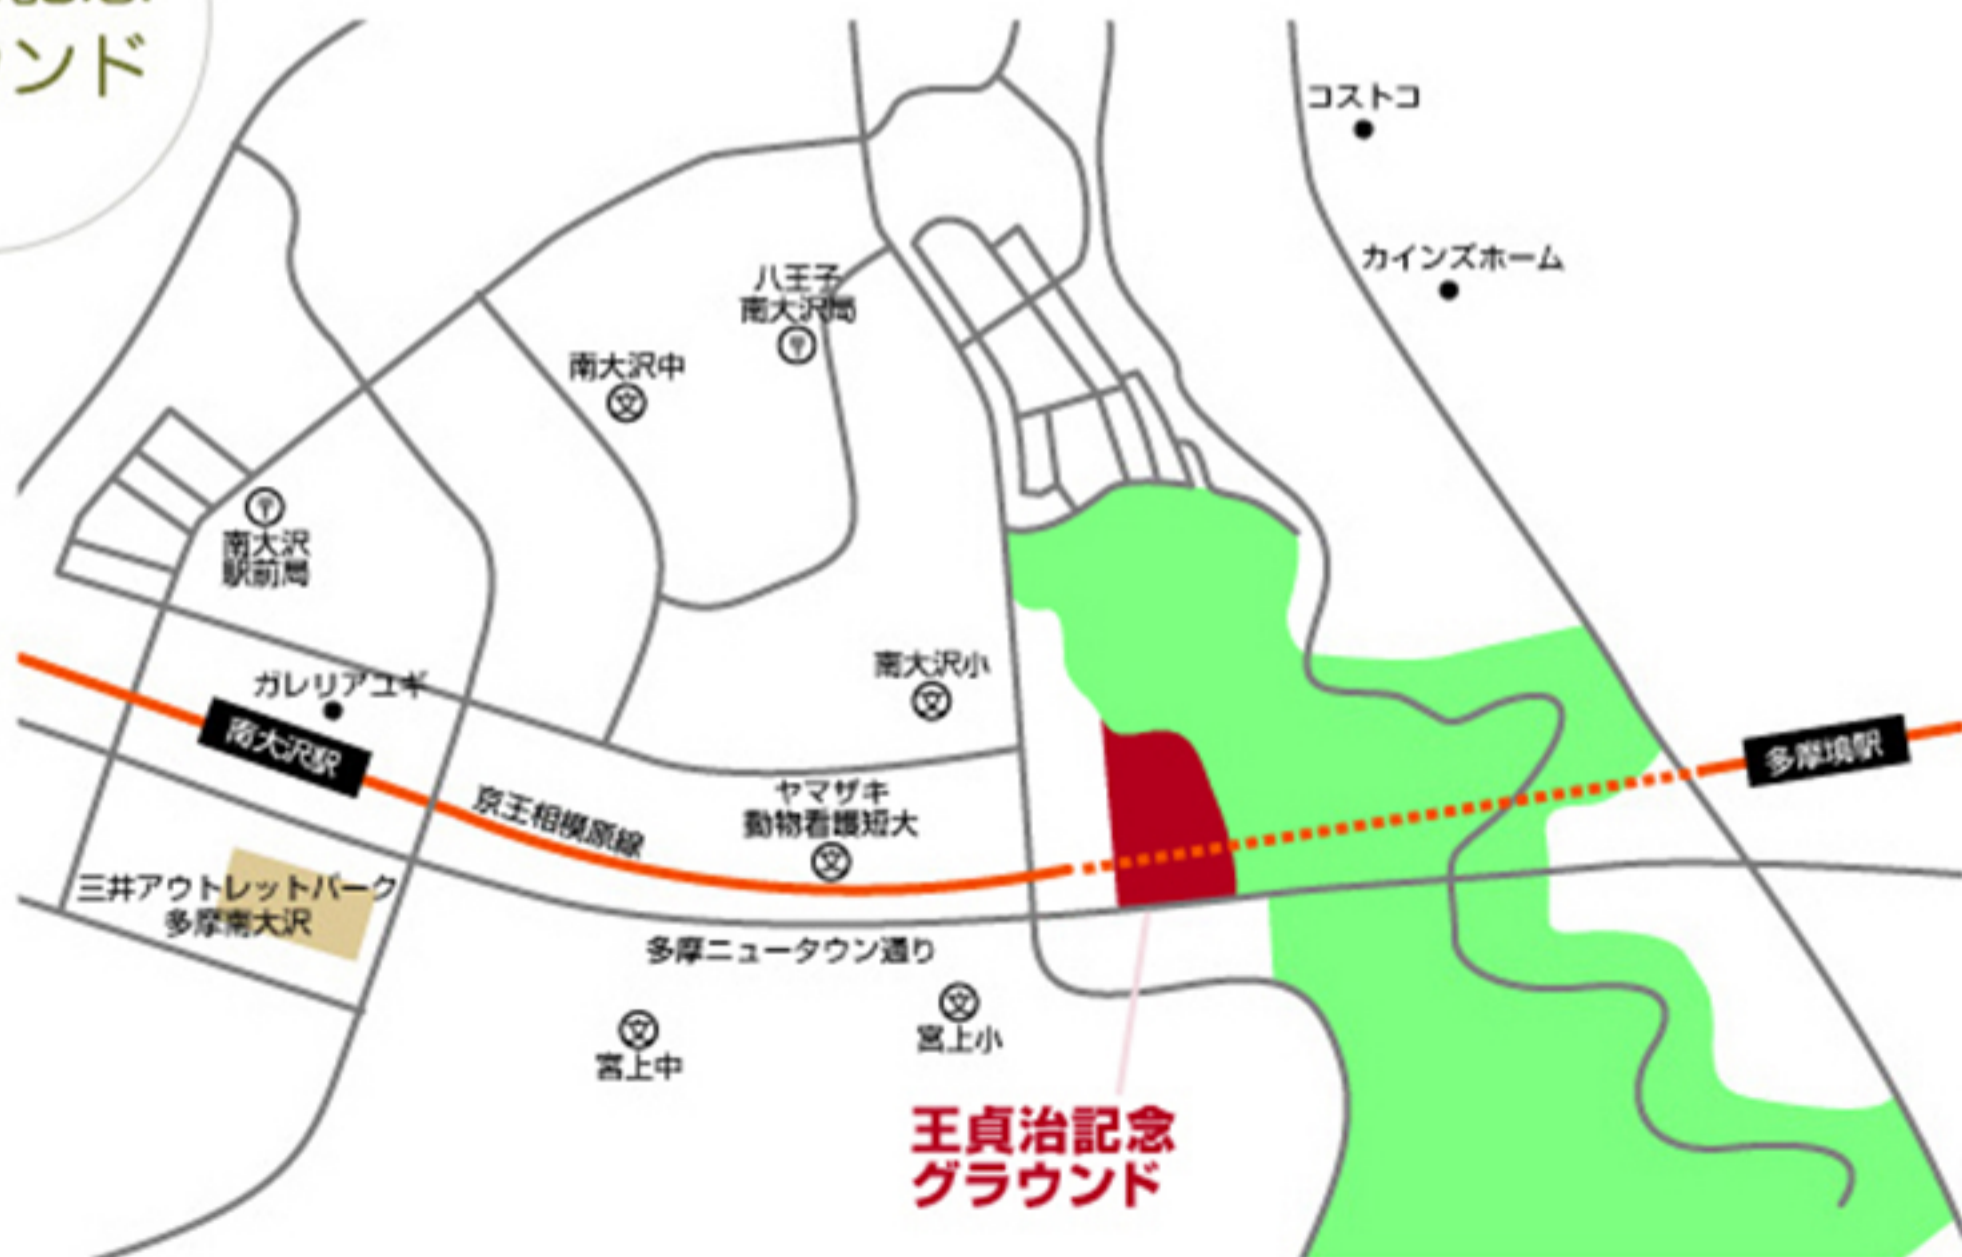 ンド
コストコ
カインズホーム
八王子
南大沢局
南大沢中
南大沢
駅前局
南大沢小
ガレリアユギ
南大沢駅
多摩境駅
京王相模原線
ヤマザキ
動物看護短大
三井アウトレットパーク
多摩南大沢
多摩ニュータウン通り
宮上小
宮上中
王貞治記念
グラウンド